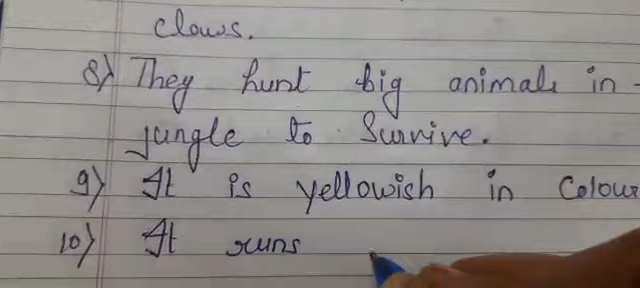 claws.
8) They hunt big animals in
jungle to Survive.
9) It is yellowish in Colour
10) It runs